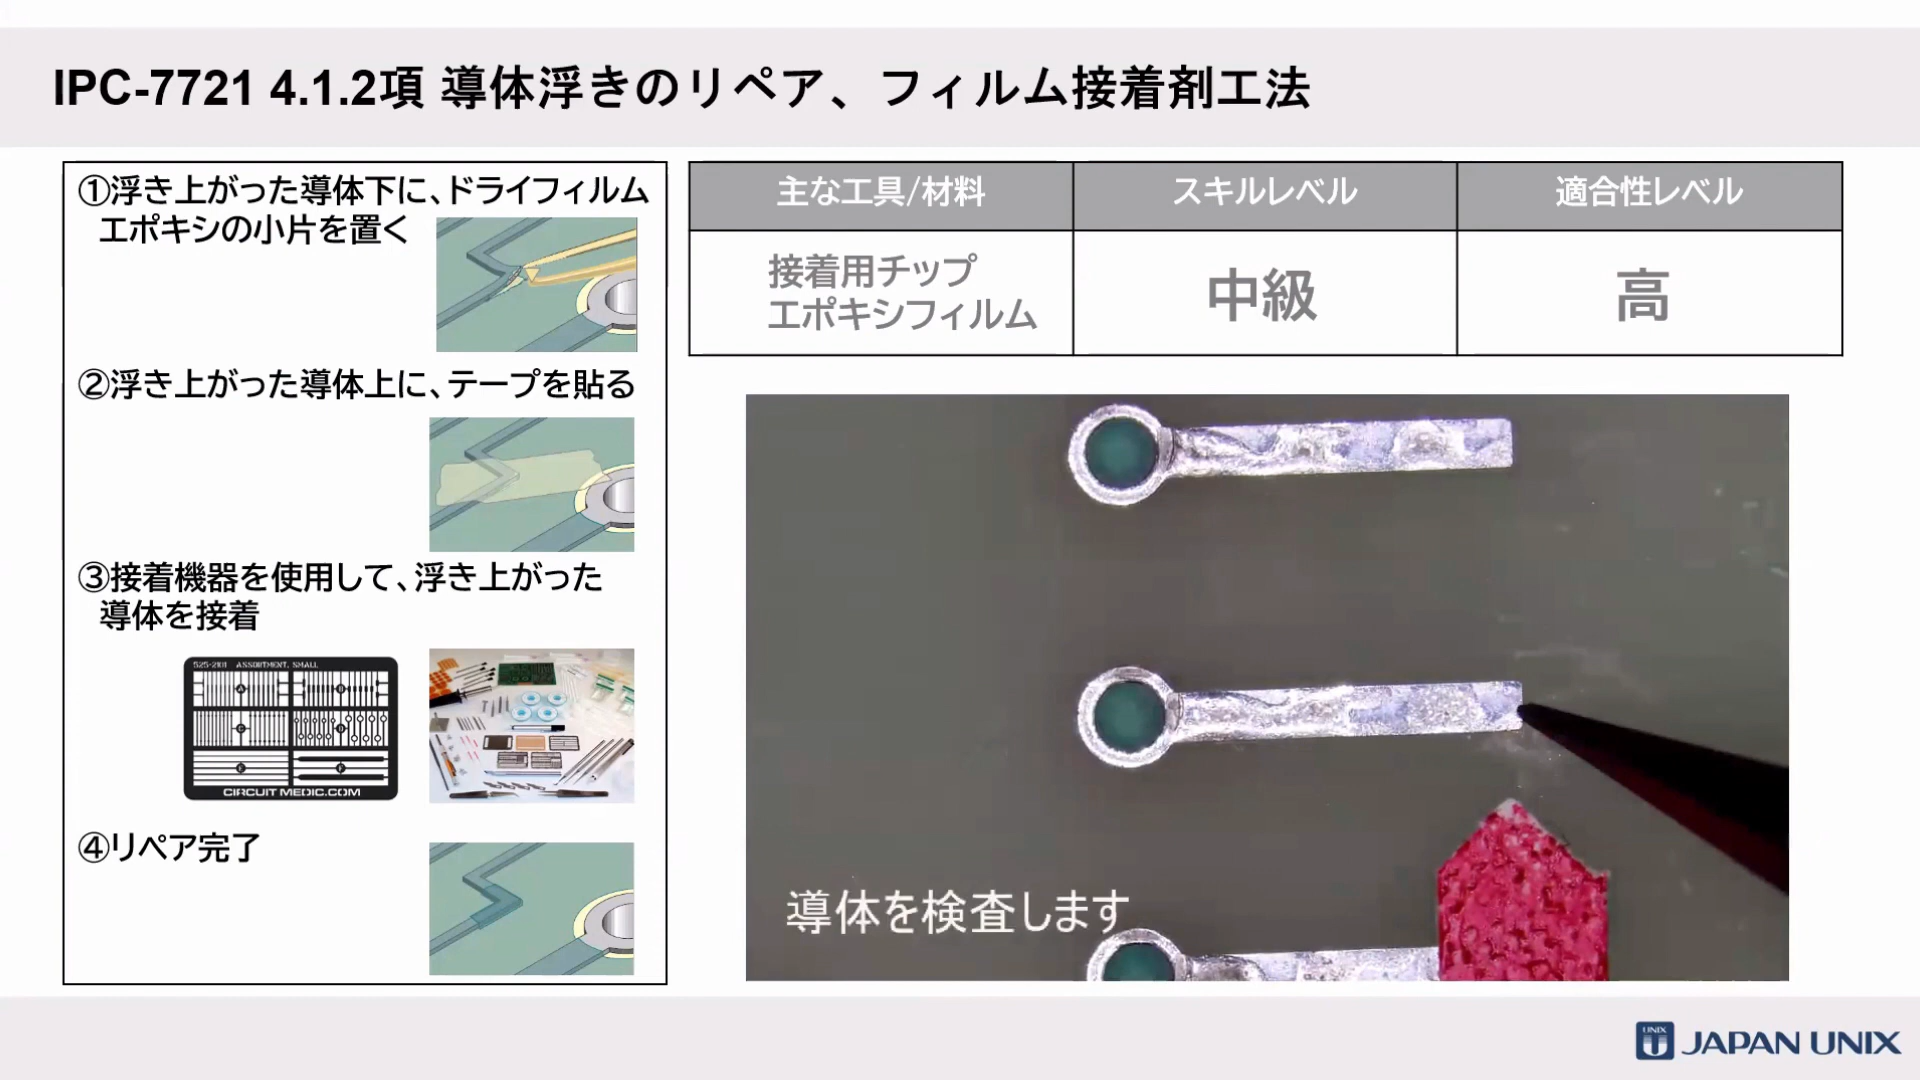 IPC-7721 4.1.2項 導体浮きのリペア、フィルム接着剤工法
①浮き上がった導体下に、ドライフィルム
エポキシの小片を置く
②浮き上がった導体上に、テープを貼る
③接着機器を使用して、浮き上がった
導体を接着
525-2101 ASSORTMENT, SMALL
A
B
C
D
E
F
CIRCUIT MEDIC.COM
④リペア完了
主な工具/材料
スキルレベル
適合性レベル
接着用チップ
エポキシフィルム
中級
高
導体を検査します
UNIX
JAPAN UNIX